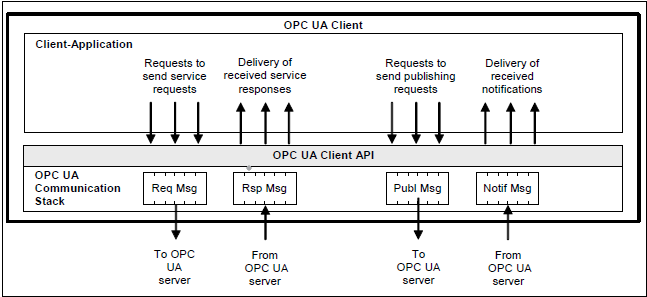 OPC UA Client
Client-Application
Requests to
send service
requests
Delivery of
received service
responses
Requests to
send publishing
requests
Delivery of
received
notifications
OPC UA Client API
OPC UA
Communication
Stack
Req Msg
Rsp Msg
Publ Msg
Notif Msg
To OPC
UA
server
From
OPC UA
server
To
OPC UA
server
From
OPC UA
server